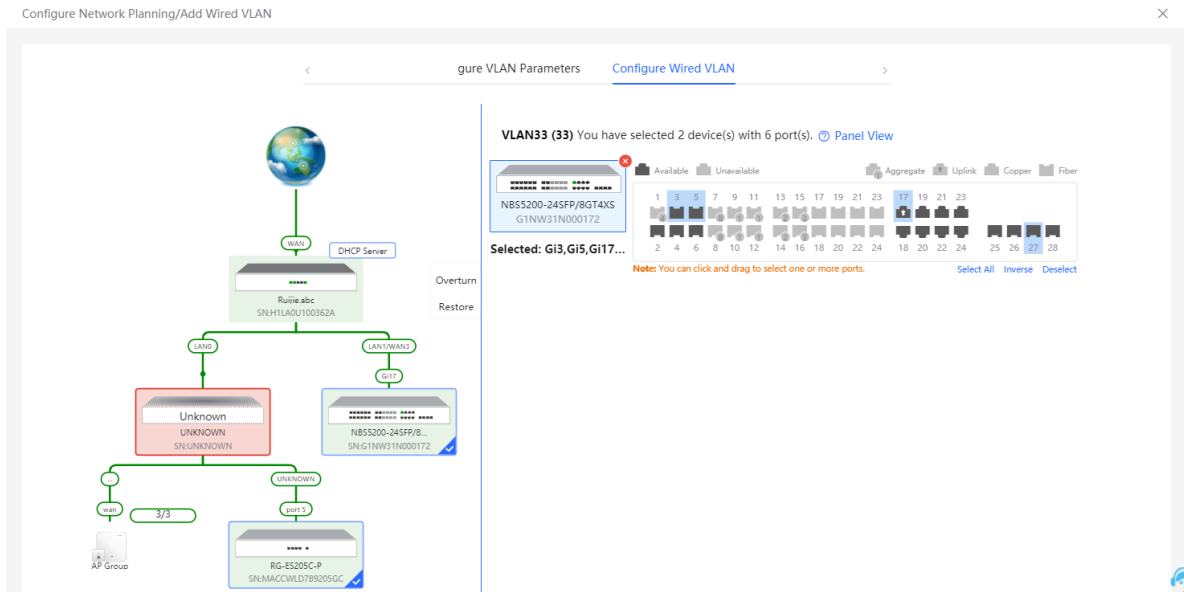 Configure Network Planning/Add Wired VLAN
gure VLAN Parameters
Configure Wired VLAN
WAN
DHCP Server
Ruijie.abc
SN:H1LA0U100362A
Overturn
Restore
LAN0
LAN1/WAN3
Gi17
Unknown
UNKNOWN
SN:UNKNOWN
NBS5200-24SFP/8...
SN:G1NW31N000172
..
UNKNOWN
wan
3/3
port 5
AP Group
RG-ES205C-P
SN:MACCWLD789205GC
VLAN33 (33) You have selected 2 device(s) with 6 port(s). Panel View
NBS5200-24SFP/8GT4XS
G1NW31N000172
Selected: Gi3,Gi5,Gi17...
Available Unavailable Aggregate Uplink Copper Fiber
1 3 5 7 9 11 13 15 17 19 21 23 17 19 21 23
2 4 6 8 10 12 14 16 18 20 22 24 18 20 22 24 25 26 27 28
Note: You can click and drag to select one or more ports.
Select All Inverse Deselect